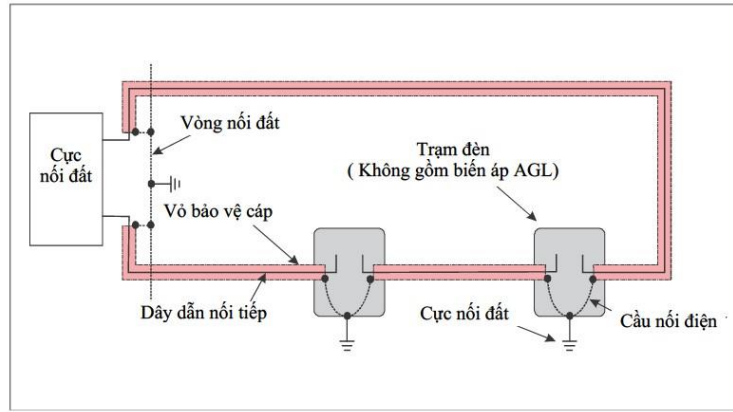 Vòng nối đất
Cực
nối đất
Trạm đèn
( Không gồm biến áp AGL)
Vỏ bảo vệ cáp
Dây dẫn nối tiếp
Cực nối đất
Cầu nối điện